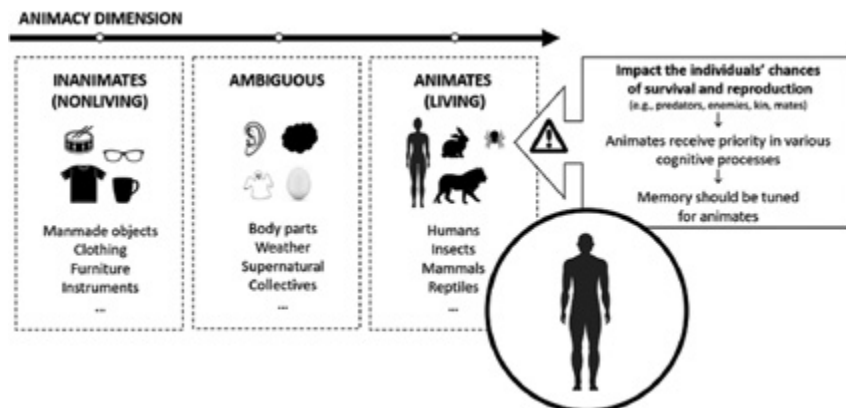 ANIMACY DIMENSION
INANIMATES
(NONLIVING)
Manmade objects
Clothing
Furniture
Instruments
...
AMBIGUOUS
Body parts
Weather
Supernatural
Collectives
...
ANIMATES
(LIVING)
Humans
Insects
Mammals
Reptiles
...
Impact the individuals' chances
of survival and reproduction
(e.g., predators, enemies, kin, mates)
Animates receive priority in various
cognitive processes
Memory should be tuned
for animates